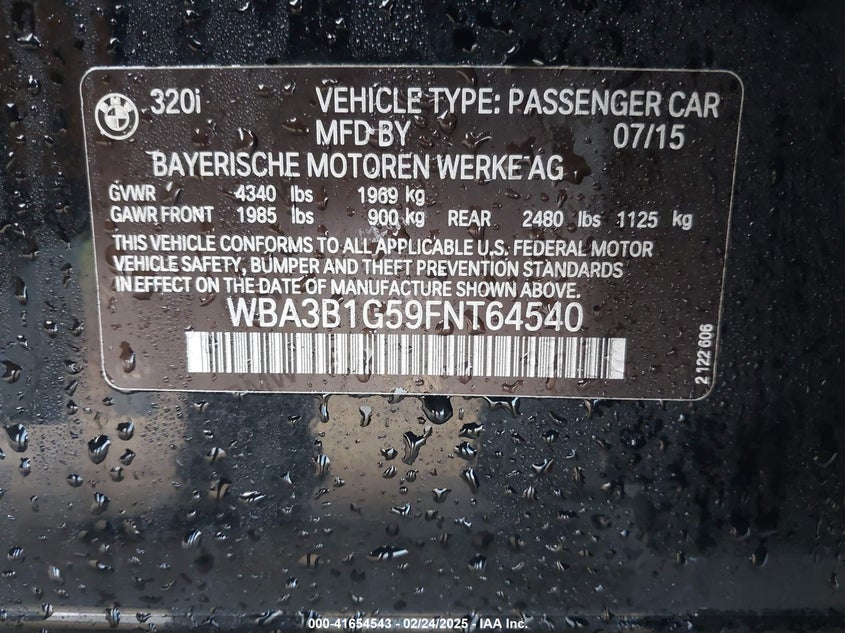 BMW 320i VEHICLE TYPE: PASSENGER CAR
MFD BY 07/15
BAYERISCHE MOTOREN WERKE AG
GVWR 4340 lbs 1969 kg
GAWR FRONT 1985 lbs 900 kg REAR 2480 lbs 1125 kg
THIS VEHICLE CONFORMS TO ALL APPLICABLE U.S. FEDERAL MOTOR
VEHICLE SAFETY, BUMPER AND THEFT PREVENTION STANDARDS
IN EFFECT ON THE DATE OF MANUFACTURE SHOWN ABOVE.
WBA3B1G59FNT64540
2122606
000-41654543 - 02/24/2025 - IAA Inc.